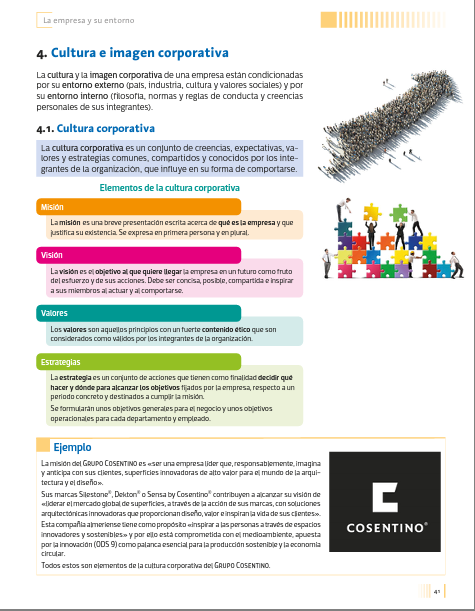 La empresa y su entorno
4. Cultura e imagen corporativa
La cultura y la imagen corporativa de una empresa están condicionadas
por su entorno externo (país, industria, cultura y valores sociales) y por
su entorno interno (filosofía, normas y reglas de conducta y creencias
personales de sus integrantes).
4.1. Cultura corporativa
La cultura corporativa es un conjunto de creencias, expectativas, va-
lores y estrategias comunes, compartidos y conocidos por los inte-
grantes de la organización, que influye en su forma de comportarse.
Elementos de la cultura corporativa
Misión
La misión es una breve presentación escrita acerca de qué es la empresa y que
justifica su existencia. Se expresa en primera persona y en plural.
Visión
La visión es el objetivo al que quiere llegar la empresa en un futuro como fruto
del esfuerzo y de sus acciones. Debe ser concisa, posible, compartida e inspirar
a sus miembros al actuar y al comportarse.
Valores
Los valores son aquellos principios con un fuerte contenido ético que son
considerados como válidos por los integrantes de la organización.
Estrategias
La estrategia es un conjunto de acciones que tienen como finalidad decidir qué
hacer y dónde para alcanzar los objetivos fijados por la empresa, respecto a un
período concreto y destinados a cumplir la misión.
Se formularán unos objetivos generales para el negocio y unos objetivos
operacionales para cada departamento y empleado.
Ejemplo
La misión del GRUPO COSENTINO es «ser una empresa líder que, responsablemente, imagina
y anticipa con sus clientes, superficies innovadoras de alto valor para el mundo de la arqui-
tectura y el diseño».
Sus marcas Silestone®, Dekton® o Sensa by Cosentino® contribuyen a alcanzar su visión de
«liderar el mercado global de superficies, a través de la acción de sus marcas, con soluciones
arquitectónicas innovadoras que proporcionan diseño, valor e inspiran la vida de sus clientes».
Esta compañía almeriense tiene como propósito «inspirar a las personas a través de espacios
innovadores y sostenibles» y por ello está comprometida con el medioambiente, apuesta
por la innovación (ODS 9) como palanca esencial para la producción sostenible y la economía
circular.
Todos estos son elementos de la cultura corporativa del GRUPO COSENTINO.
COSENTINO®
41